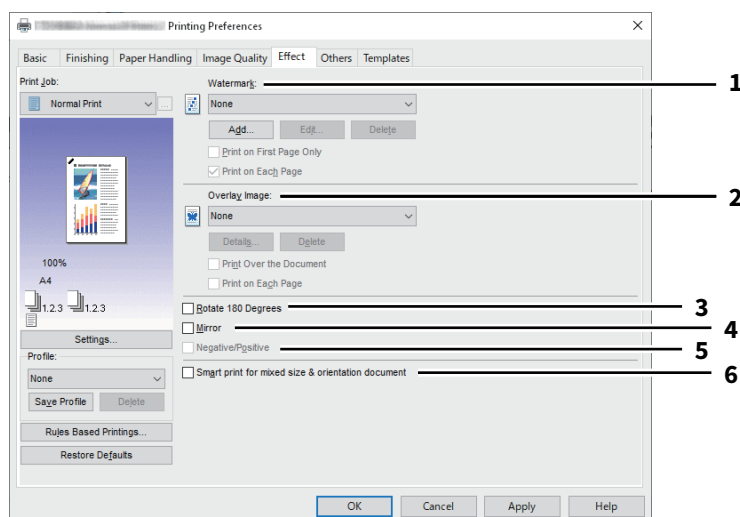 Printing Preferences
Basic Finishing Paper Handling Image Quality Effect Others Templates
Print Job:
Normal Print
...
100%
A4
1.2.3 1.2.3
Settings...
Profile:
None
Save Profile Delete
Rules Based Printings...
Restore Defaults
Watermark: 1
None
Add... Edit... Delete
Print on First Page Only
Print on Each Page
Overlay Image: 2
None
Details... Delete
Print Over the Document
Print on Each Page
Rotate 180 Degrees 3
Mirror 4
Negative/Positive 5
Smart print for mixed size & orientation document 6
OK Cancel Apply Help